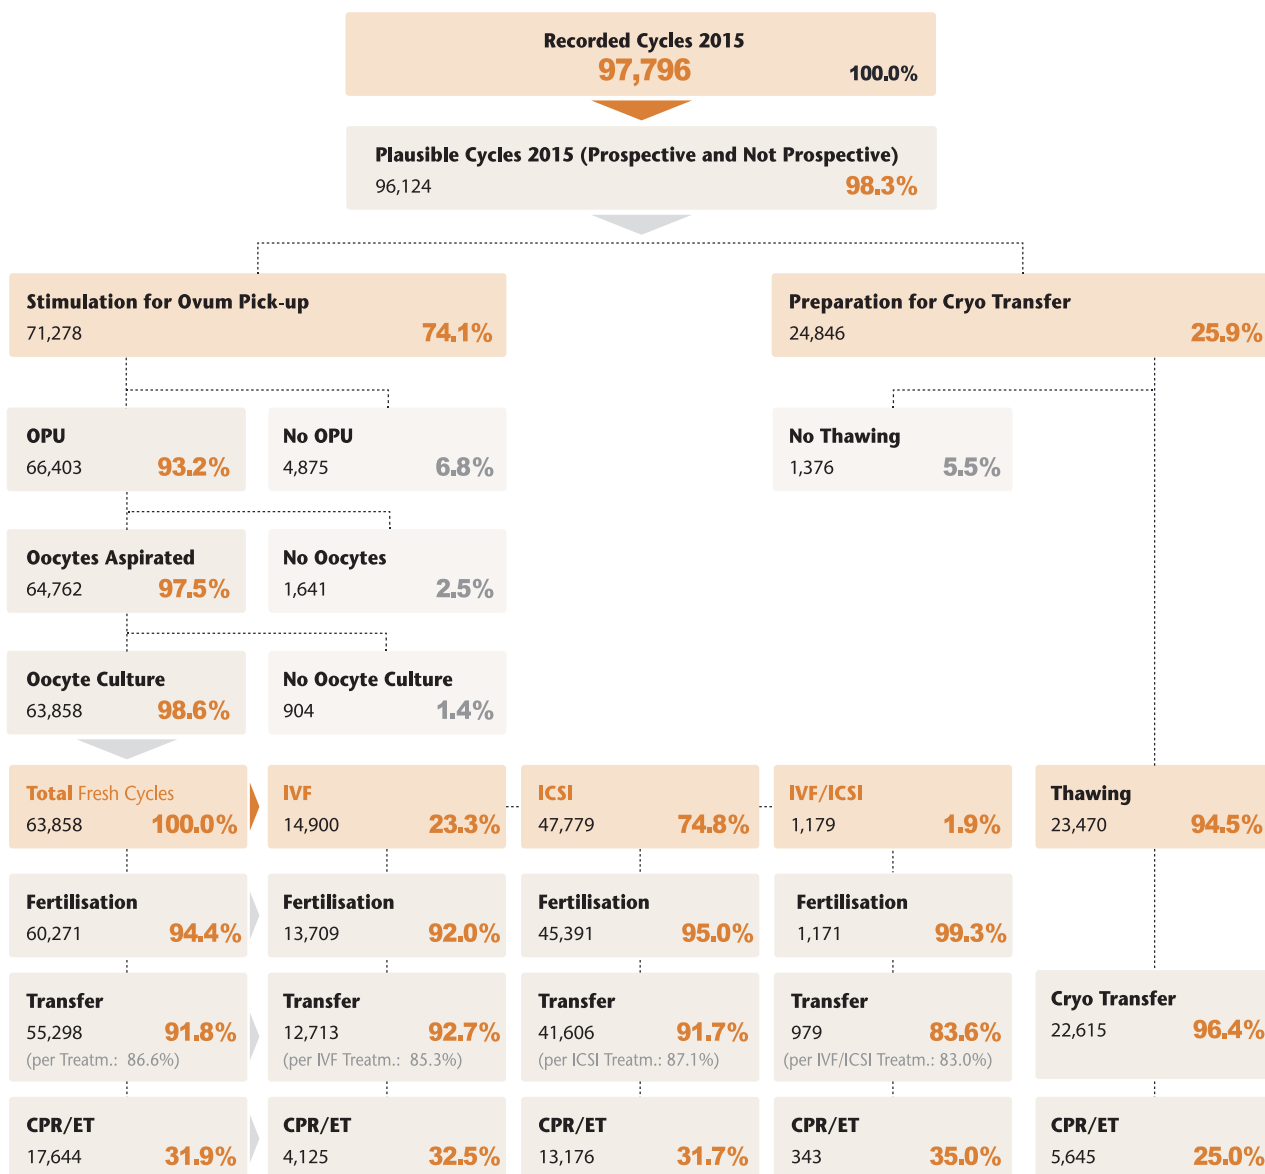 Recorded Cycles 2015
97,796 100.0%
Plausible Cycles 2015 (Prospective and Not Prospective)
96,124 98.3%
Stimulation for Ovum Pick-up
71,278 74.1%
Preparation for Cryo Transfer
24,846 25.9%
OPU
66,403 93.2%
No OPU
4,875 6.8%
No Thawing
1,376 5.5%
Oocytes Aspirated
64,762 97.5%
No Oocytes
1,641 2.5%
Oocyte Culture
63,858 98.6%
No Oocyte Culture
904 1.4%
Total Fresh Cycles
63,858 100.0%
IVF
14,900 23.3%
ICSI
47,779 74.8%
IVF/ICSI
1,179 1.9%
Thawing
23,470 94.5%
Fertilisation
60,271 94.4%
Fertilisation
13,709 92.0%
Fertilisation
45,391 95.0%
Fertilisation
1,171 99.3%
Transfer
55,298 91.8%
(per Treatm.: 86.6%)
Transfer
12,713 92.7%
(per IVF Treatm.: 85.3%)
Transfer
41,606 91.7%
(per ICSI Treatm.: 87.1%)
Transfer
979 83.6%
(per IVF/ICSI Treatm.: 83.0%)
Cryo Transfer
22,615 96.4%
CPR/ET
17,644 31.9%
CPR/ET
4,125 32.5%
CPR/ET
13,176 31.7%
CPR/ET
343 35.0%
CPR/ET
5,645 25.0%